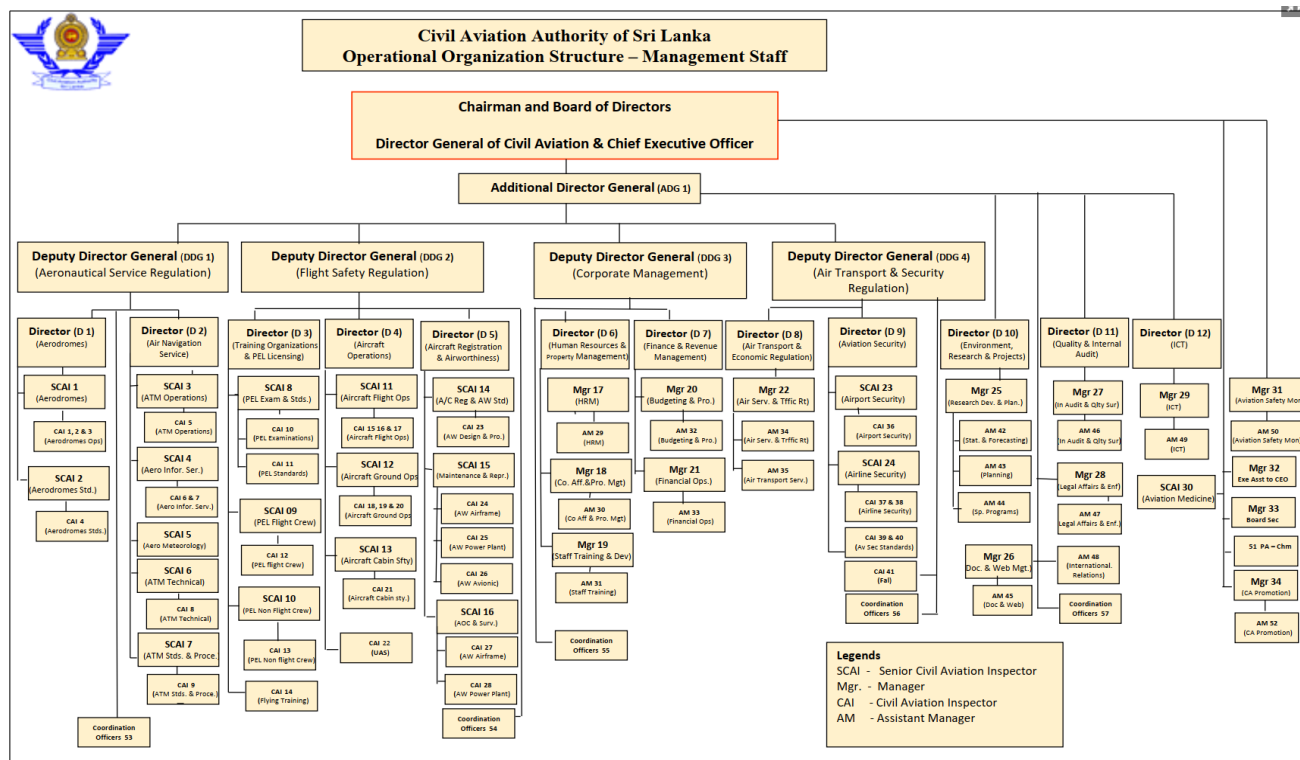 Civil Aviation Authority of Sri Lanka
Operational Organization Structure – Management Staff
Civil Aviation Authority
Sri Lanka
Chairman and Board of Directors
Director General of Civil Aviation & Chief Executive Officer
Additional Director General (ADG 1)
Deputy Director General (DDG 1)
(Aeronautical Service Regulation)
Deputy Director General (DDG 2)
(Flight Safety Regulation)
Deputy Director General (DDG 3)
(Corporate Management)
Deputy Director General (DDG 4)
(Air Transport & Security
Regulation)
Director (D 1)
(Aerodromes)
SCAI 1
(Aerodromes)
CAI 1, 2 & 3
(Aerodromes Ops)
SCAI 2
(Aerodromes Std.)
CAI 4
(Aerodromes Stds.)
Director (D 2)
(Air Navigation
Service)
SCAI 3
(ATM Operations)
CAI 5
(ATM Operations)
SCAI 4
(Aero Infor. Ser.)
CAI 6 & 7
(Aero Infor. Serv.)
SCAI 5
(Aero Meteorology)
SCAI 6
(ATM Technical)
CAI 8
(ATM Technical)
SCAI 7
(ATM Stds. & Proce.)
CAI 9
(ATM Stds. & Proce.)
Coordination
Officers 53
Director (D 3)
(Training Organizations
& PEL Licensing)
SCAI 8
(PEL Exam & Stds.)
CAI 10
(PEL Examinations)
CAI 11
(PEL Standards)
SCAI 09
(PEL Flight Crew)
CAI 12
(PEL flight Crew)
SCAI 10
(PEL Non Flight Crew)
CAI 13
(PEL Non flight Crew)
CAI 14
(Flying Training)
Director (D 4)
(Aircraft
Operations)
SCAI 11
(Aircraft Flight Ops
CAI 15 16 & 17
(Aircraft Flight Ops)
SCAI 12
(Aircraft Ground Ops
CAI 18, 19 & 20
(Aircraft Ground Ops
SCAI 13
(Aircraft Cabin Sfty)
CAI 21
(Aircraft Cabin sty.)
CAI 22
(UAS)
Director (D 5)
(Aircraft Registration
& Airworthiness)
SCAI 14
(A/C Reg & AW Std)
CAI 23
(AW Design & Pro.)
SCAI 15
(Maintenance & Repr.)
CAI 24
(AW Airframe)
CAI 25
(AW Power Plant)
CAI 26
(AW Avionic)
SCAI 16
(AOC & Surv.)
CAI 27
(AW Airframe)
CAI 28
(AW Power Plant)
Coordination
Officers 54
Director (D 6)
(Human Resources &
Property Management)
Mgr 17
(HRM)
AM 29
(HRM)
Mgr 18
(Co. Aff.&Pro. Mgt)
AM 30
(Co Aff & Pro. Mgt)
Mgr 19
(Staff Training & Dev)
AM 31
(Staff Training)
Coordination
Officers 55
Director (D 7)
(Finance & Revenue
Management)
Mgr 20
(Budgeting & Pro.)
AM 32
(Budgeting & Pro.)
Mgr 21
(Financial Ops.)
AM 33
(Financial Ops)
Director (D 8)
(Air Transport &
Economic Regulation)
Mgr 22
(Air Serv. & Tffic Rt)
AM 34
(Air Serv. & Trffic Rt)
AM 35
(Air Transport Serv.)
Director (D 9)
(Aviation Security)
SCAI 23
(Airport Security)
CAI 36
(Airport Security)
SCAI 24
(Airline Security)
CAI 37 & 38
(Airline Security)
CAI 39 & 40
(Av Sec Standards)
CAI 41
(Fal)
Coordination
Officers 56
Director (D 10)
(Environment,
Research & Projects)
Mgr 25
(Research Dev. & Plan.)
AM 42
(Stat. & Forecasting)
AM 43
(Planning)
AM 44
(Sp. Programs)
Mgr 26
Doc. & Web Mgt.)
AM 45
(Doc & Web)
Director (D 11)
(Quality & Internal
Audit)
Mgr 27
(In Audit & Qlty Sur)
AM 46
(In Audit & Qlty Sur)
Mgr 28
(Legal Affairs & Enf)
AM 47
(Legal Affairs & Enf.)
AM 48
(International.
Relations)
Coordination
Officers 57
Director (D 12)
(ICT)
Mgr 29
(ICT)
AM 49
(ICT)
SCAI 30
(Aviation Medicine)
Mgr 31
(Aviation Safety Mon)
AM 50
(Aviation Safety Mon)
Mgr 32
Exe Asst to CEO
Mgr 33
Board Sec
51 PA – Chm
Mgr 34
(CA Promotion)
AM 52
(CA Promotion)
Legends
SCAI - Senior Civil Aviation Inspector
Mgr. - Manager
CAI - Civil Aviation Inspector
AM - Assistant Manager